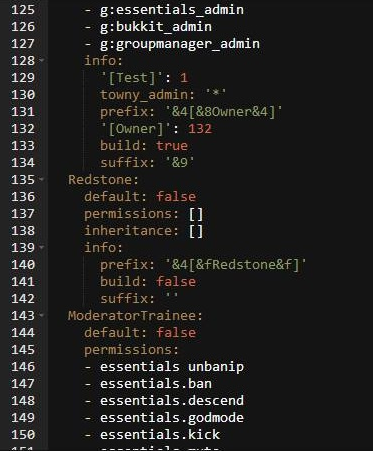 125 - g:essentials_admin
126 - g:bukkit_admin
127 - g:groupmanager_admin
128 info:
129 '[Test]': 1
130 towny_admin: '*'
131 prefix: '&4[&8Owner&4]'
132 '[Owner]': 132
133 build: true
134 suffix: '&9'
135 Redstone:
136 default: false
137 permissions: []
138 inheritance: []
139 info:
140 prefix: '&4[&fRedstone&f]'
141 build: false
142 suffix: ''
143 ModeratorTrainee:
144 default: false
145 permissions:
146 - essentials unbanip
147 - essentials.ban
148 - essentials.descend
149 - essentials.godmode
150 - essentials.kick